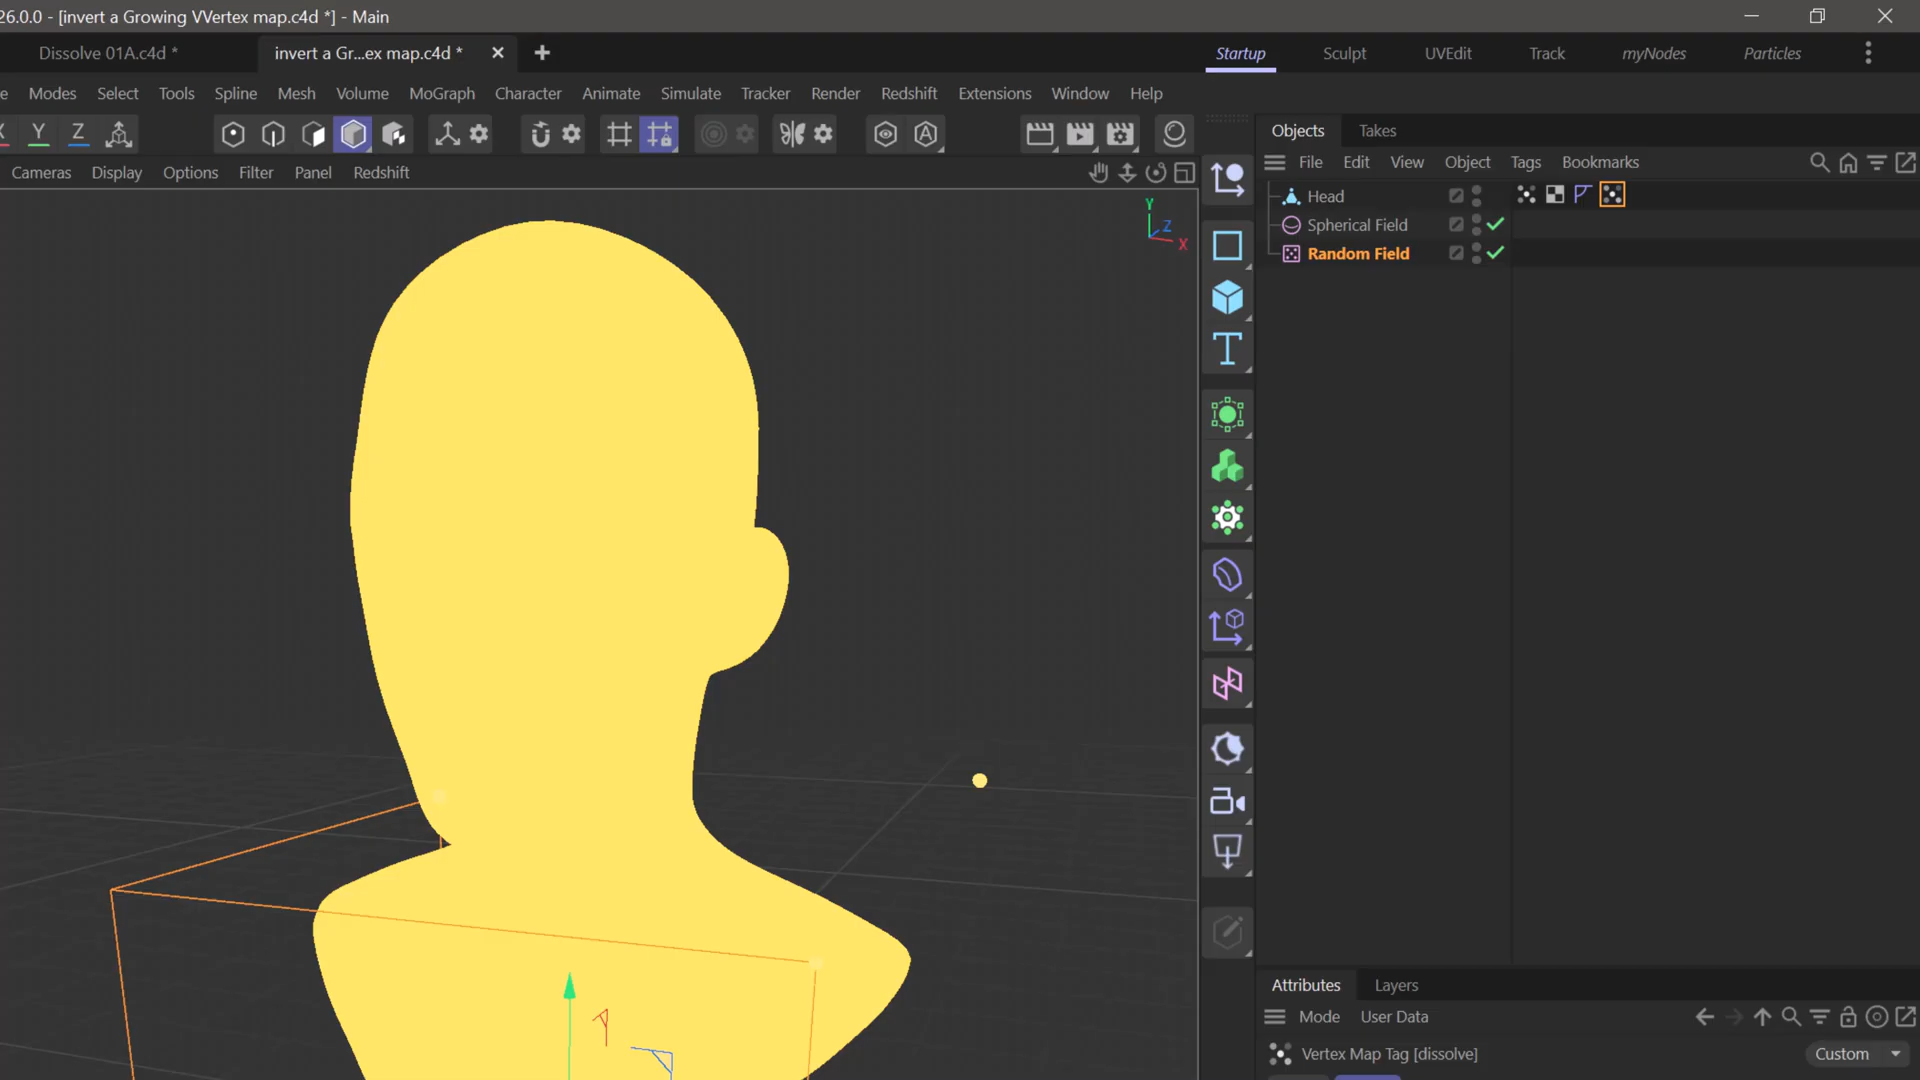 26.0.0 - [invert a Growing VVertex map.c4d *] - Main
Dissolve 01A.c4d *
invert a Gr...ex map.c4d *
Startup
Sculpt
UVEdit
Track
myNodes
Particles
e Modes Select Tools Spline Mesh Volume MoGraph Character Animate Simulate Tracker Render Redshift Extensions Window Help
X Y Z
Objects Takes
Cameras Display Options Filter Panel Redshift
File Edit View Object Tags Bookmarks
Head
Spherical Field
Random Field
Y
Z
X
Attributes Layers
Mode User Data
Vertex Map Tag [dissolve]
Custom